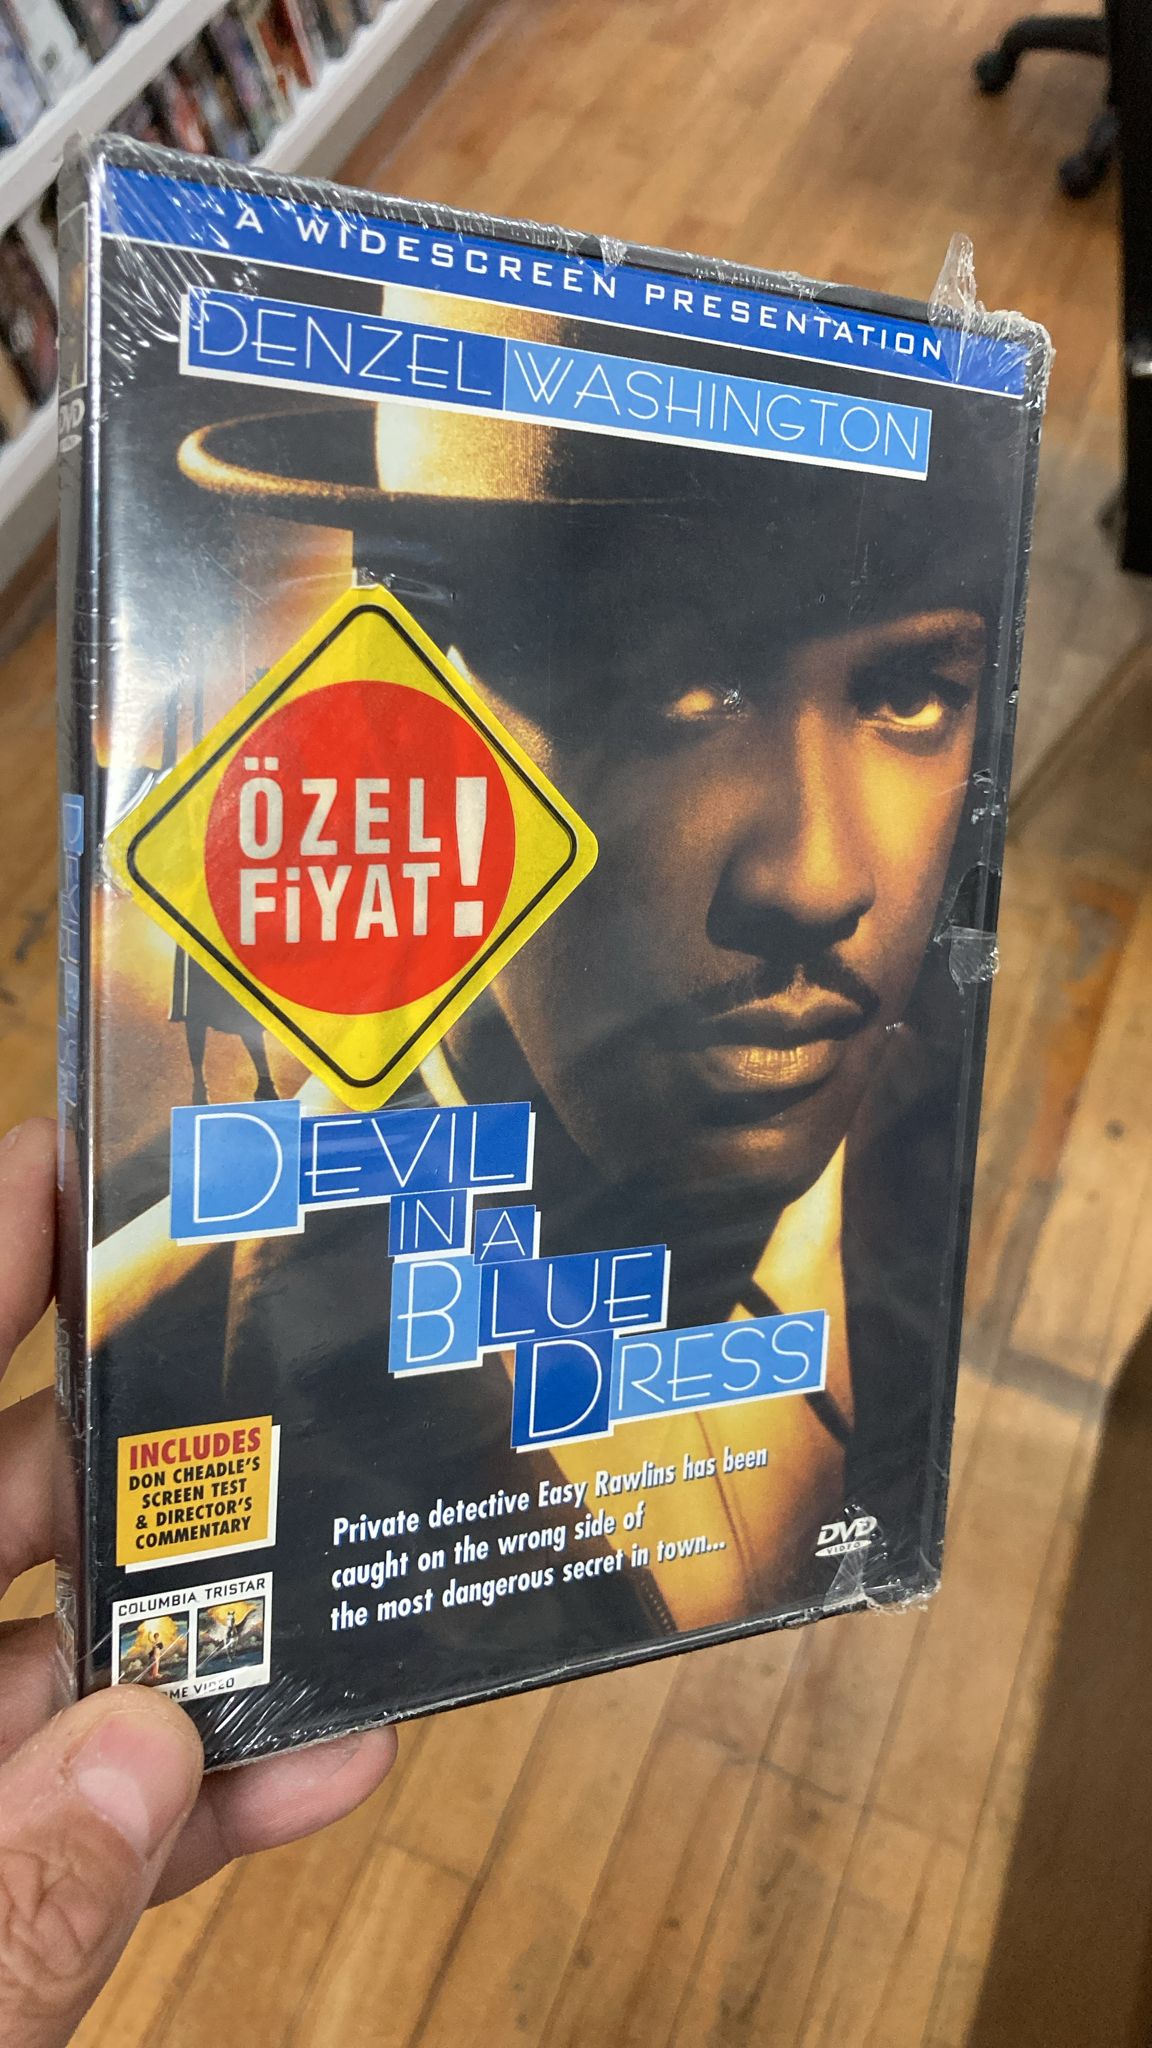 A WIDESCREEN PRESENTATION
DENZEL WASHINGTON
ÖZEL
FİYAT!
DEVIL
IN A
BLUE
DRESS
INCLUDES
DON CHEADLE'S
SCREEN TEST
& DIRECTOR'S
COMMENTARY
Private detective Easy Rawlins has been
caught on the wrong side of
the most dangerous secret in town...
DVD
VIDEO
COLUMBIA TRISTAR
VIDEO
DVD